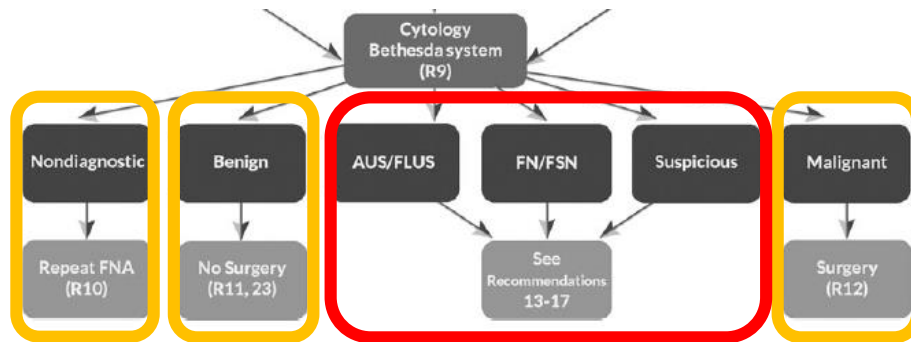 Cytology
Bethesda system
(R9)
Nondiagnostic
Benign
AUS/FLUS
FN/FSN
Suspicious
Malignant
Repeat FNA
(R10)
No Surgery
(R11, 23)
See
Recommendations
13-17
Surgery
(R12)